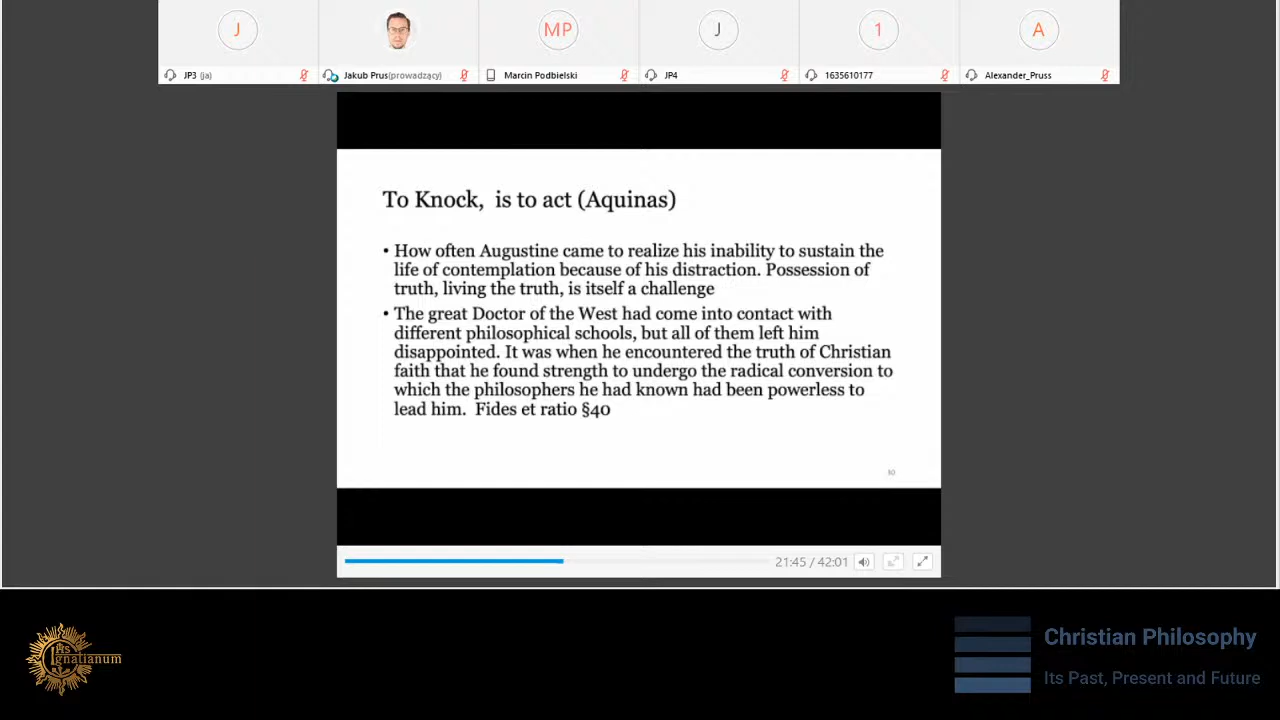 J
MP
J
1
A
JP3 (ja)
Jakub Prus(prowadzący)
Marcin Podbielski
JP4
1635610177
Alexander_Pruss
To Knock,  is to act (Aquinas)
• How often Augustine came to realize his inability to sustain the
life of contemplation because of his distraction. Possession of
truth, living the truth, is itself a challenge
• The great Doctor of the West had come into contact with
different philosophical schools, but all of them left him
disappointed. It was when he encountered the truth of Christian
faith that he found strength to undergo the radical conversion to
which the philosophers he had known had been powerless to
lead him.  Fides et ratio §40
10
21:45 / 42:01
Ignatianum
Christian Philosophy
Its Past, Present and Future